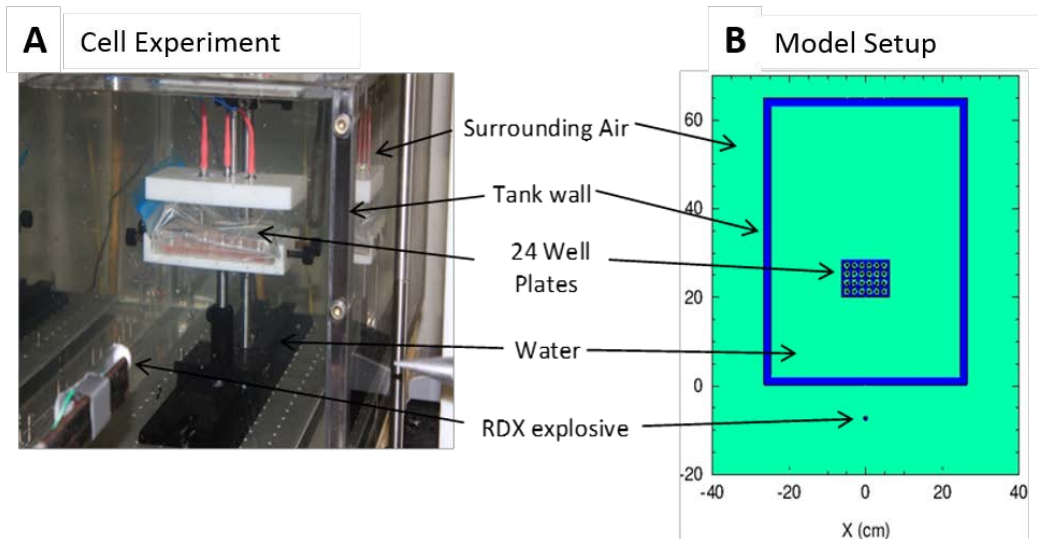 A
Cell Experiment
B
Model Setup
Surrounding Air
Tank wall
24 Well
Plates
Water
RDX explosive
60
40
20
0
-20
-40
-20
0
20
40
X (cm)